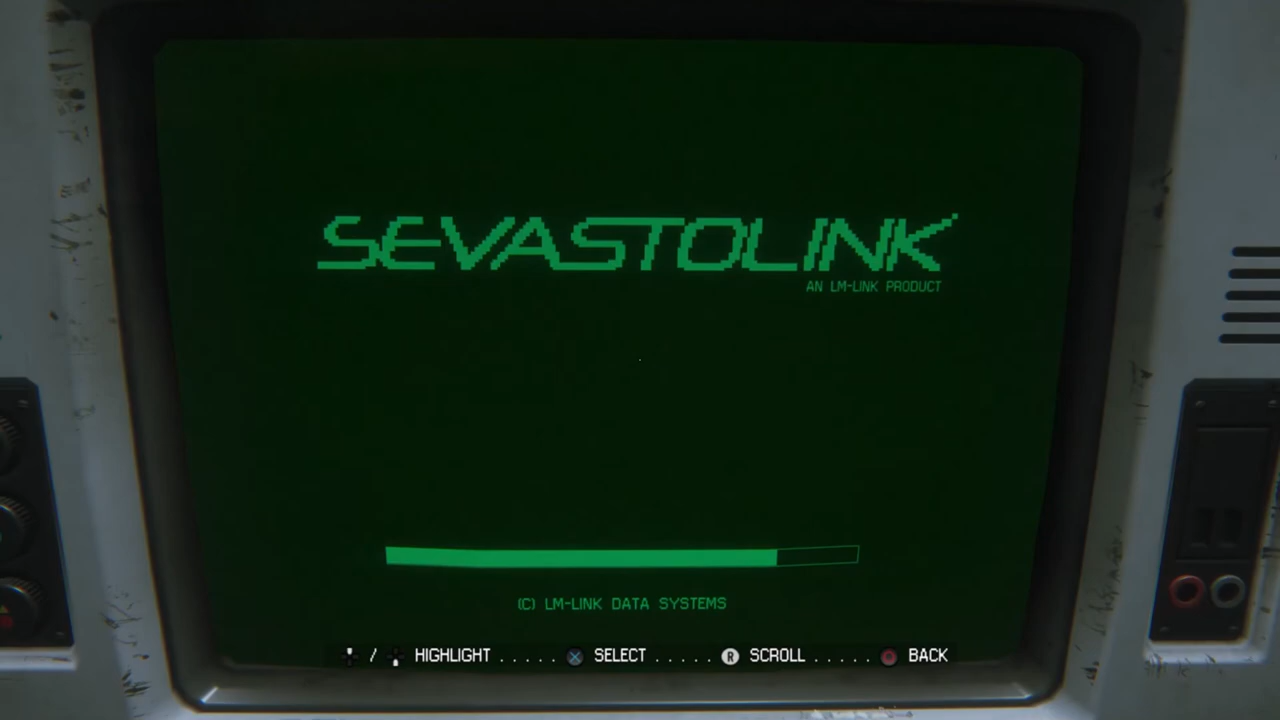 SEVASTOLINK
AN LM-LINK PRODUCT
(C) LM-LINK DATA SYSTEMS
/ HIGHLIGHT . . . . . SELECT . . . . . R SCROLL . . . . . BACK